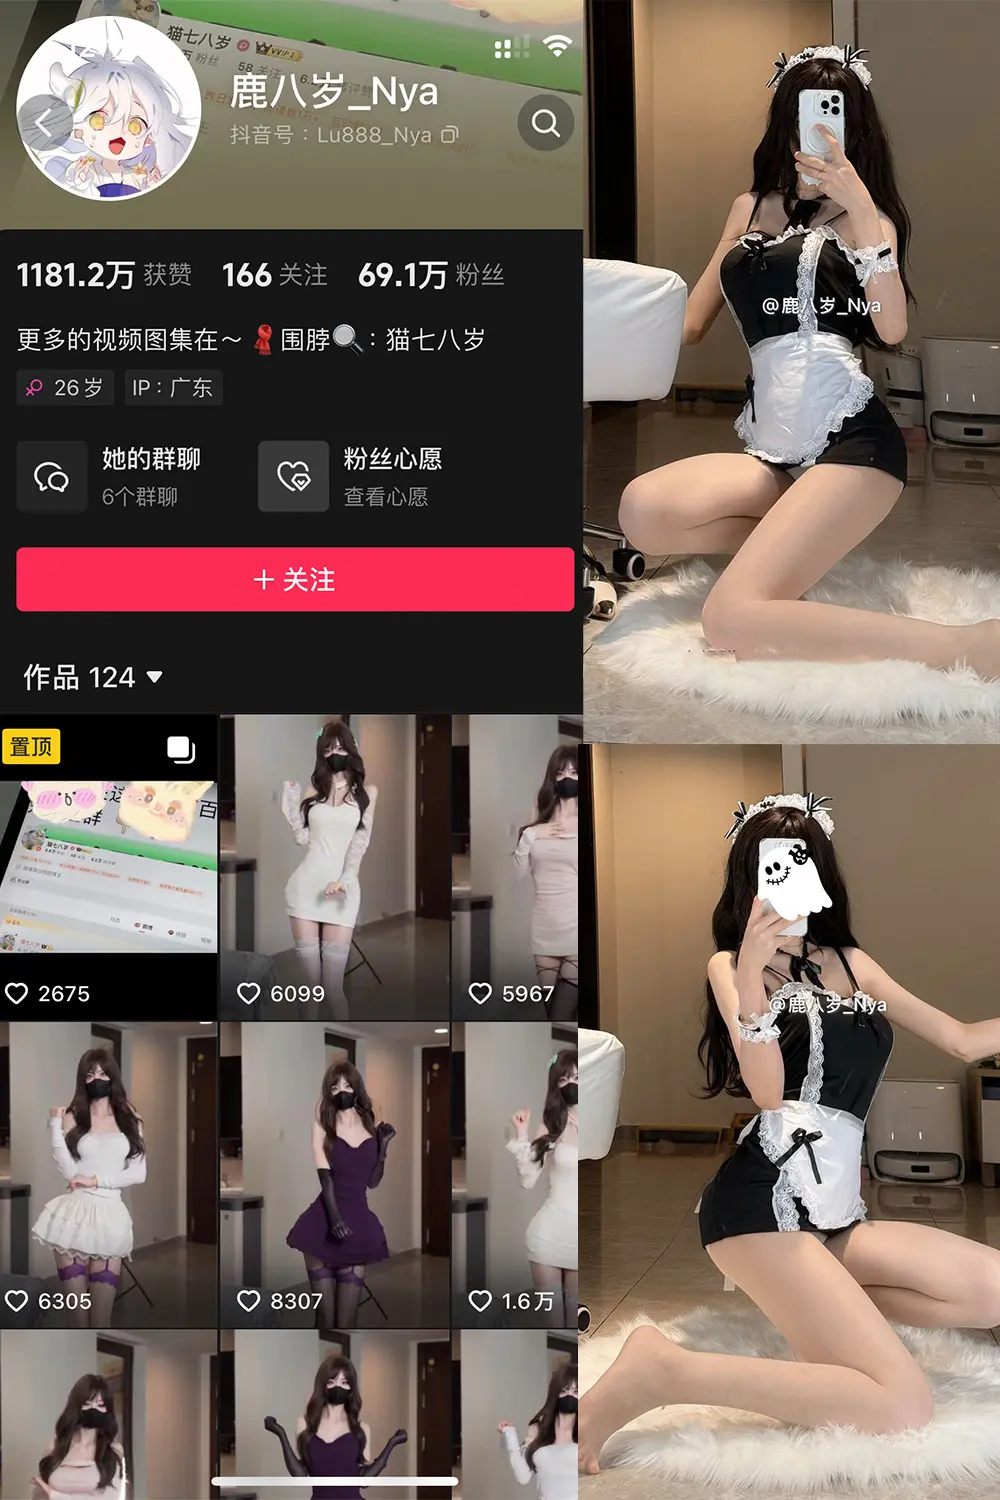 猫七八岁
鹿八岁_Nya
抖音号：Lu888_Nya
1181.2万 获赞 166 关注 69.1万 粉丝
更多的视频图集在～ 围脖：猫七八岁
26岁 IP：广东
她的群聊
6个群聊
粉丝心愿
查看心愿
关注
作品 124
置顶
2675
6099
5967
6305
8307
1.6万
@鹿八岁_Nya
@鹿八岁_Nya